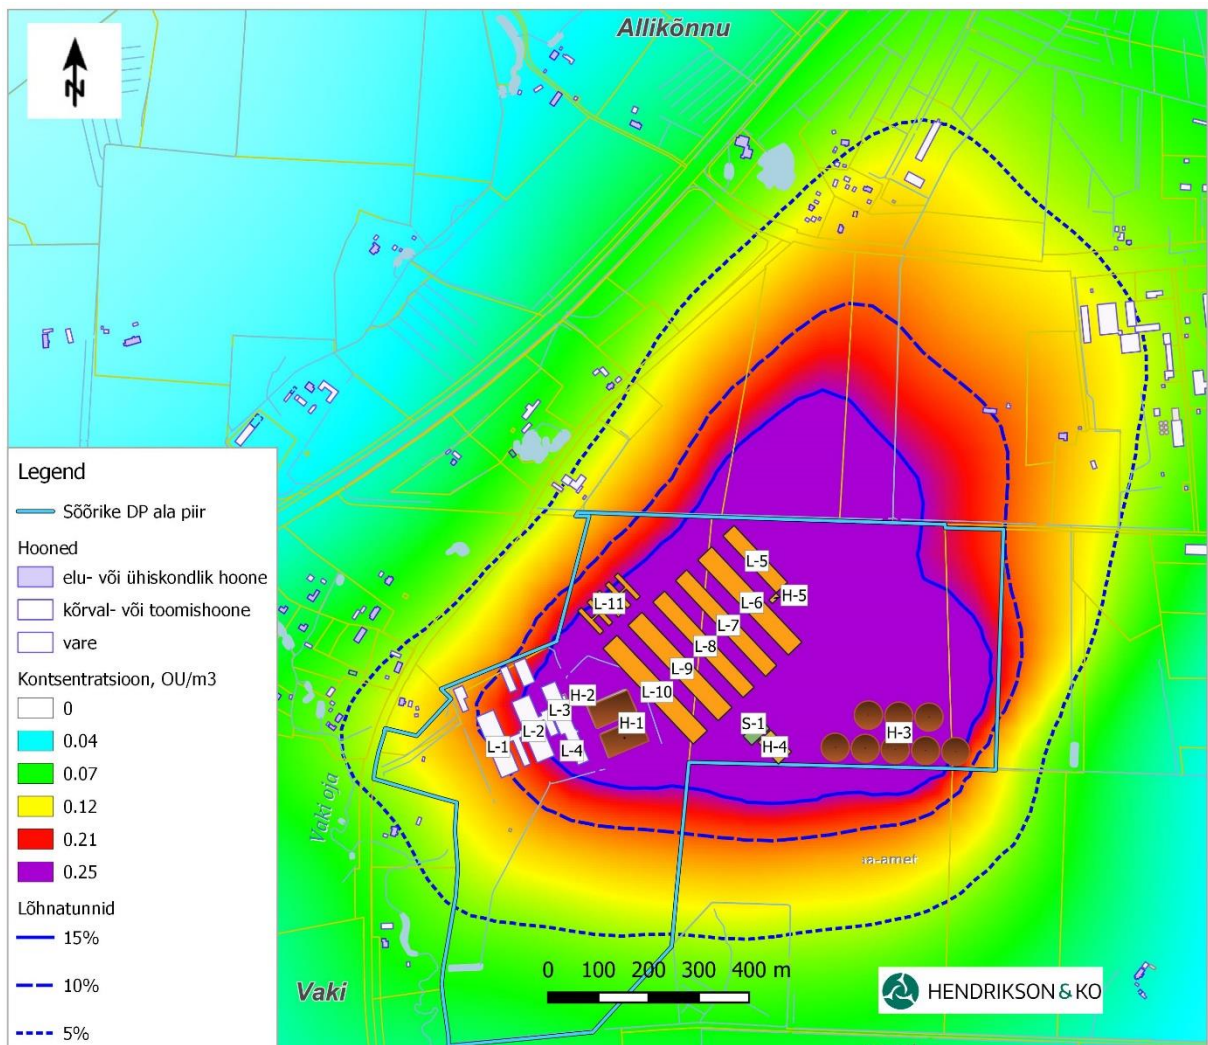 Allikõnnu
N
L-5
H-5
L-6
L-11
L-7
L-8
L-9
L-10
H-2
L-3
H-1
L-2
L-1
L-4
S-1
H-4
H-3
Vaki oja
Vaki
Legend
Sõõrike DP ala piir
Hooned
elu- või ühiskondlik hoone
kõrval- või toomishoone
vare
Kontsentratsioon, OU/m3
0
0.04
0.07
0.12
0.21
0.25
Lõhnatunnid
15%
10%
5%
0 100 200 300 400 m
HENDRIKSON & KO